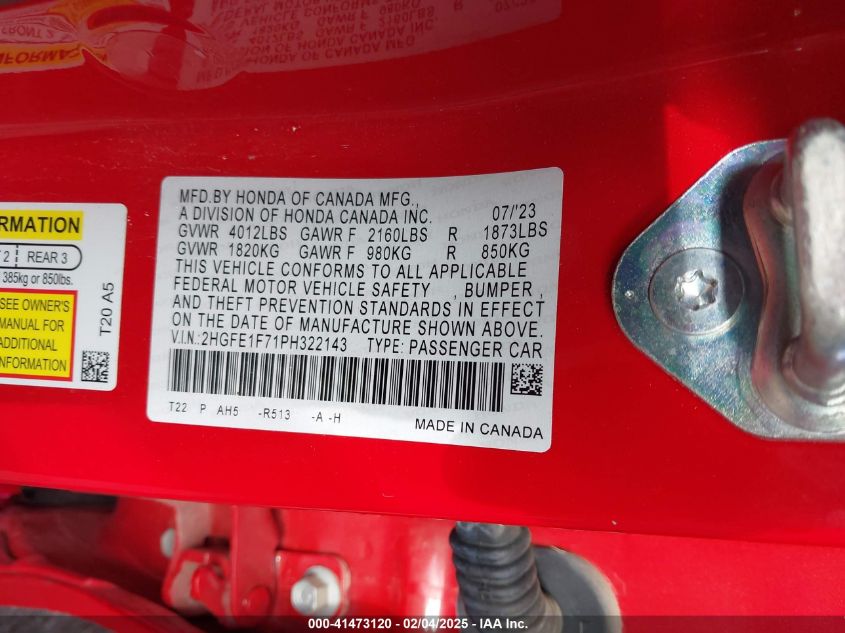 MFD.BY HONDA OF CANADA MFG.,
A DIVISION OF HONDA CANADA INC. 07/'23
GVWR 4012LBS GAWR F 2160LBS R 1873LBS
GVWR 1820KG GAWR F 980KG R 850KG
THIS VEHICLE CONFORMS TO ALL APPLICABLE
FEDERAL MOTOR VEHICLE SAFETY , BUMPER ,
AND THEFT PREVENTION STANDARDS IN EFFECT
ON THE DATE OF MANUFACTURE SHOWN ABOVE.
V.I.N.: 2HGFE1F71PH322143 TYPE: PASSENGER CAR
T22 P AH5 -R513 -A -H
MADE IN CANADA
RMATION
2 REAR 3
385kg or 850lbs.
SEE OWNER'S
MANUAL FOR
ADDITIONAL
INFORMATION
T20 A5
000-41473120 - 02/04/2025 - IAA Inc.